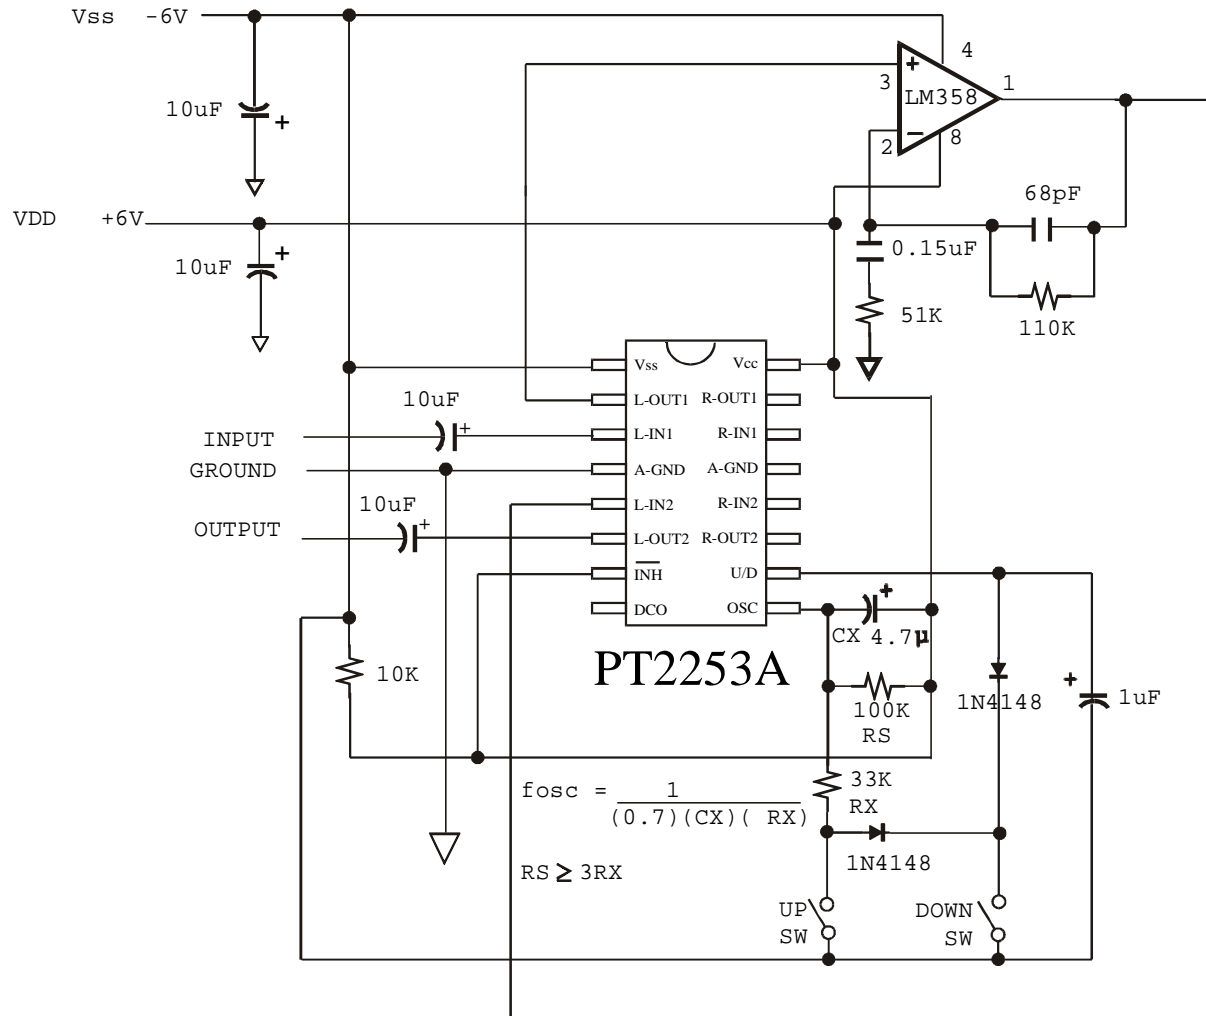 Vss -6V
4
+
3
LM358
1
10uF
+
−
2
8
68pF
VDD +6V
+
10uF
0.15uF
51K
110K
Vss
Vcc
10uF
L-OUT1
R-OUT1
INPUT
+
L-IN1
R-IN1
GROUND
A-GND
A-GND
10uF
L-IN2
R-IN2
OUTPUT
+
L-OUT2
R-OUT2
INH
U/D
DCO
OSC
+
CX 4.7μ
PT2253A
10K
+
1N4148
1uF
100K
RS
fosc = 1
(0.7)(CX)( RX)
33K
RX
1N4148
RS ≥ 3RX
UP
SW
DOWN
SW